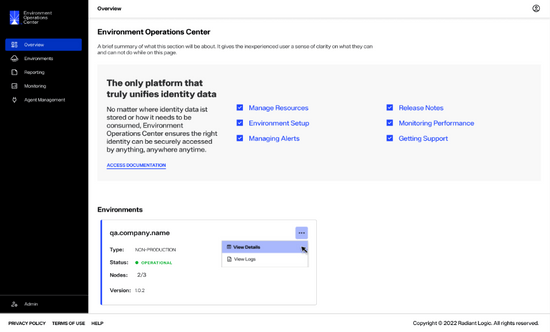 Environment
Operations
Center
Overview
Environments
Reporting
Monitoring
Agent Management
Admin
Overview
Environment Operations Center
A brief summary of what this section will be about. It gives the inexperienced user a sense of clarity on what they can
and can not do while on this page.
The only platform that
truly unifies identity data
No matter where identity data ist
stored or how it needs to be
consumed, Environment
Operations Center ensures the right
identity can be securely accessed
by anything, anywhere anytime.
ACCESS DOCUMENTATION
Manage Resources
Environment Setup
Managing Alerts
Release Notes
Monitoring Performance
Getting Support
Environments
qa.company.name
Type: NON-PRODUCTION
Status: OPERATIONAL
Nodes: 2/3
Version: 1.0.2
View Details
View Logs
PRIVACY POLICY TERMS OF USE HELP
Copyright © 2022 Radiant Logic. All rights reserved.